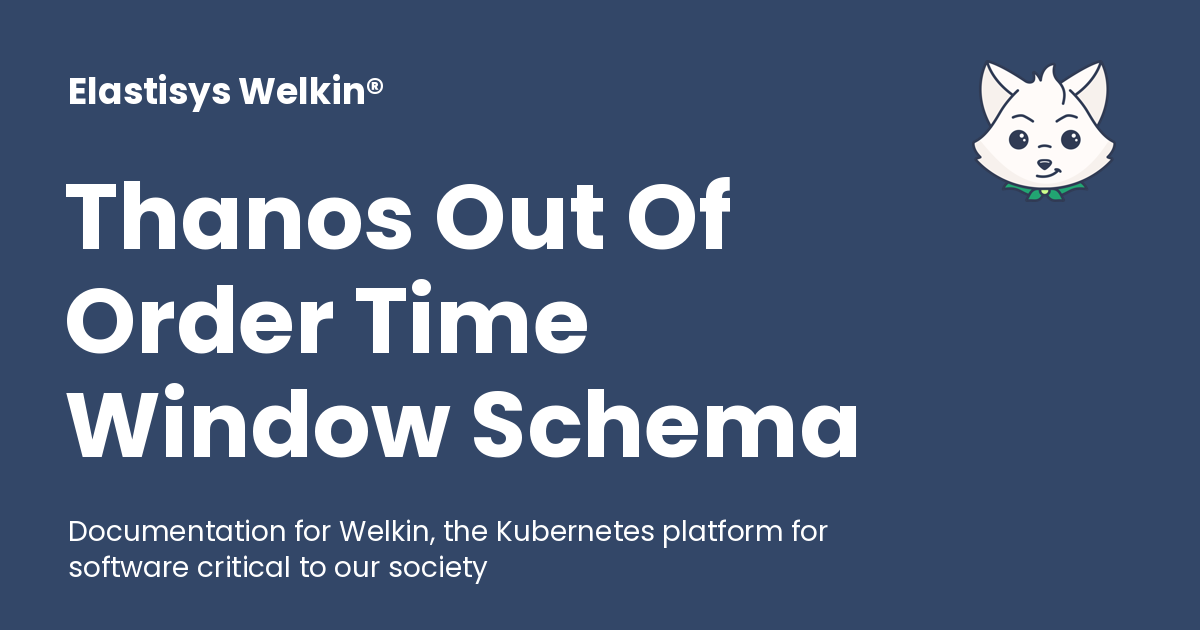 Elastisys Welkin®
Thanos Out Of
Order Time
Window Schema
Documentation for Welkin, the Kubernetes platform for
software critical to our society